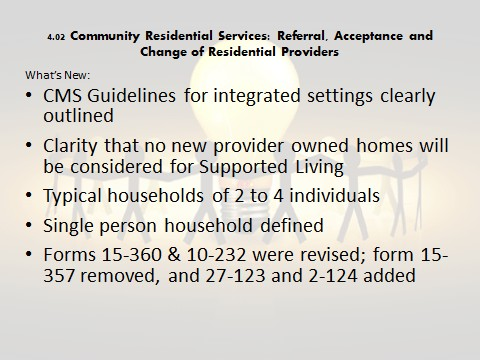 4.02 Community Residential Services: Referral, Acceptance and
Change of Residential Providers
What's New:
• CMS Guidelines for integrated settings clearly
outlined
• Clarity that no new provider owned homes will
be considered for Supported Living
• Typical households of 2 to 4 individuals
• Single person household defined
• Forms 15-360 & 10-232 were revised; form 15-
357 removed, and 27-123 and 2-124 added